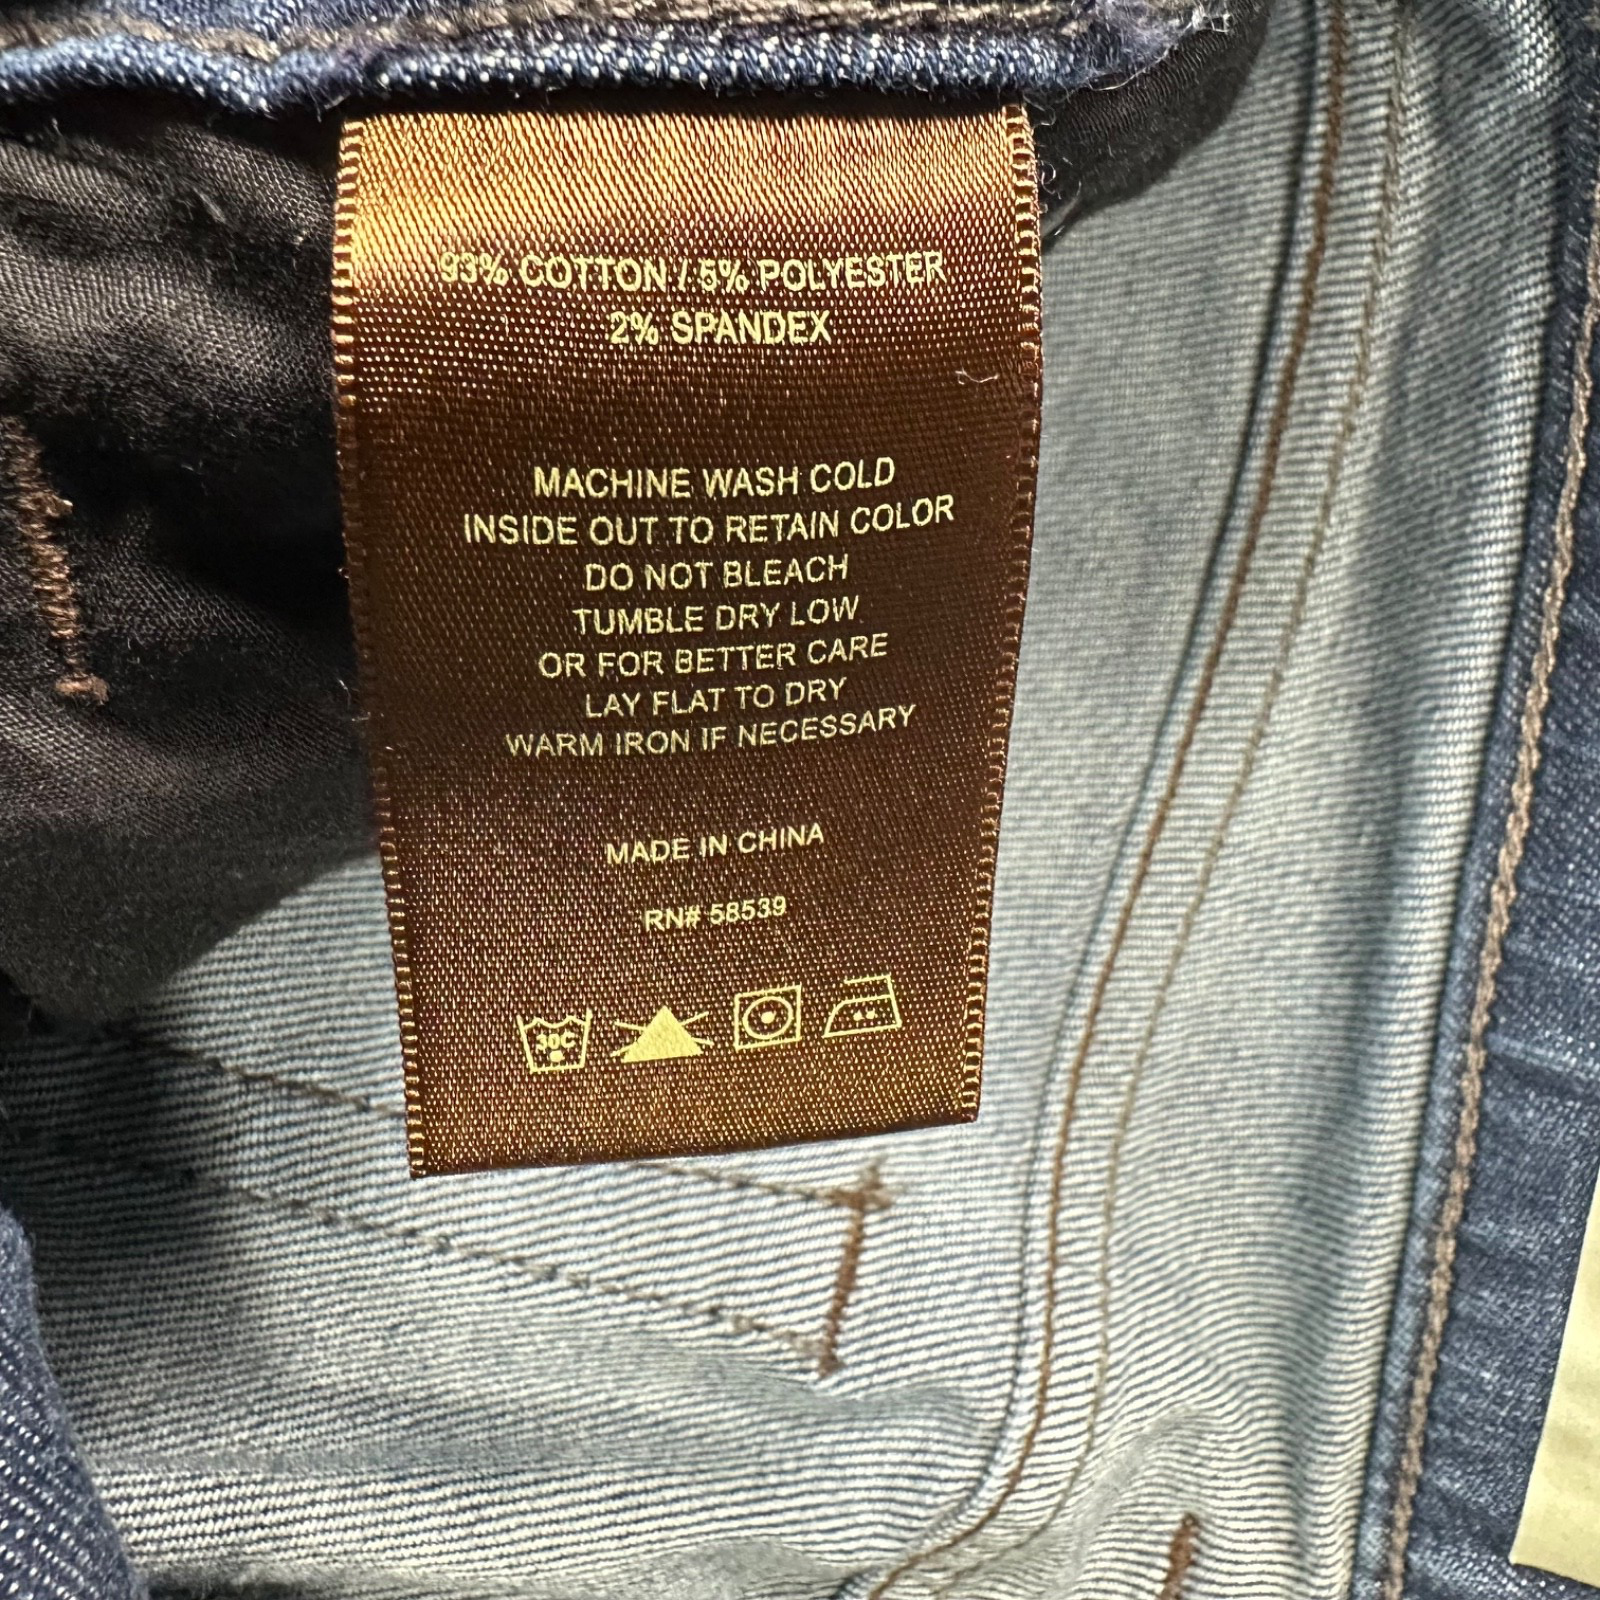 93% COTTON / 5% POLYESTER
2% SPANDEX
MACHINE WASH COLD
INSIDE OUT TO RETAIN COLOR
DO NOT BLEACH
TUMBLE DRY LOW
OR FOR BETTER CARE
LAY FLAT TO DRY
WARM IRON IF NECESSARY
MADE IN CHINA
RN# 58539
30C